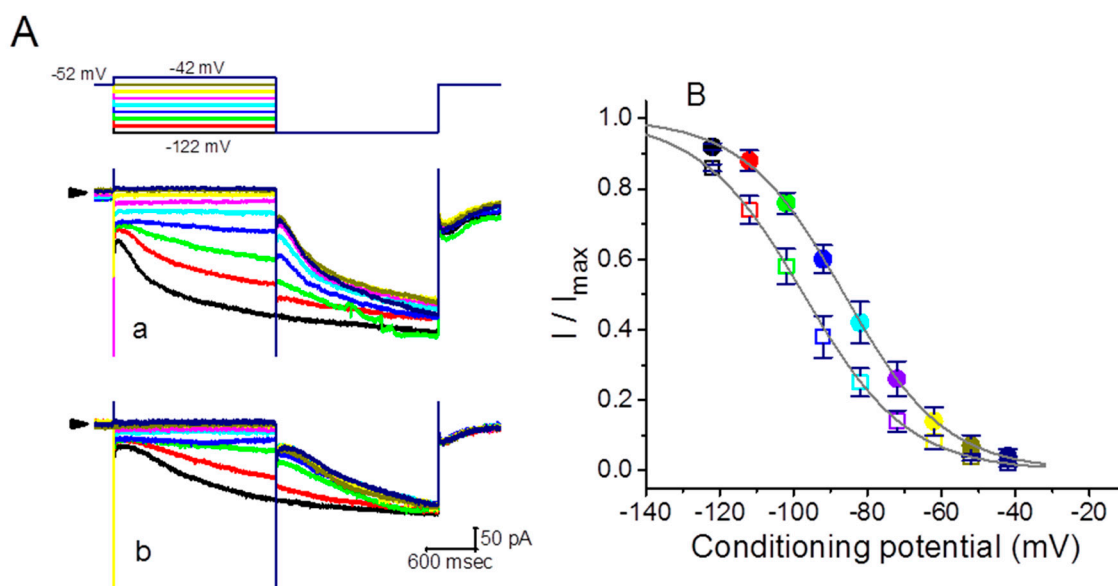 A
-52 mV
-42 mV
-122 mV
a
b
50 pA
600 msec
B
I / Imax
1.0
0.8
0.6
0.4
0.2
0.0
-140 -120 -100 -80 -60 -40 -20
Conditioning potential (mV)